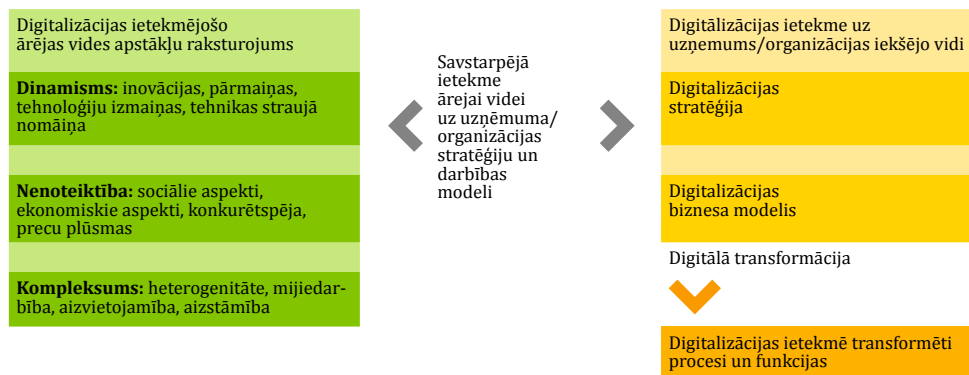 Digitalizācijas ietekmējošo
ārējas vides apstākļu raksturojums
Dinamisms: inovācijas, pārmaiņas,
tehnoloģiju izmaiņas, tehnikas straujā
nomāiņa
Nenoteiktība: sociālie aspekti,
ekonomiskie aspekti, konkurētspēja,
precu plūsmas
Kompleksums: heterogenitāte, mijiedar-
bība, aizvietojamība, aizstāmība
Savstarpējā
ietekme
ārejai videi
uz uzņēmuma/
organizācijas
stratēģiju un
darbības
modeli
Digitālizācijas ietekme uz
uzņemums/organizācijas iekšējo vidi
Digitalizācijas
stratēģija
Digitalizācijas
biznesa modelis
Digitālā transformācija
Digitalizācijas ietekmē transformēti
procesi un funkcijas